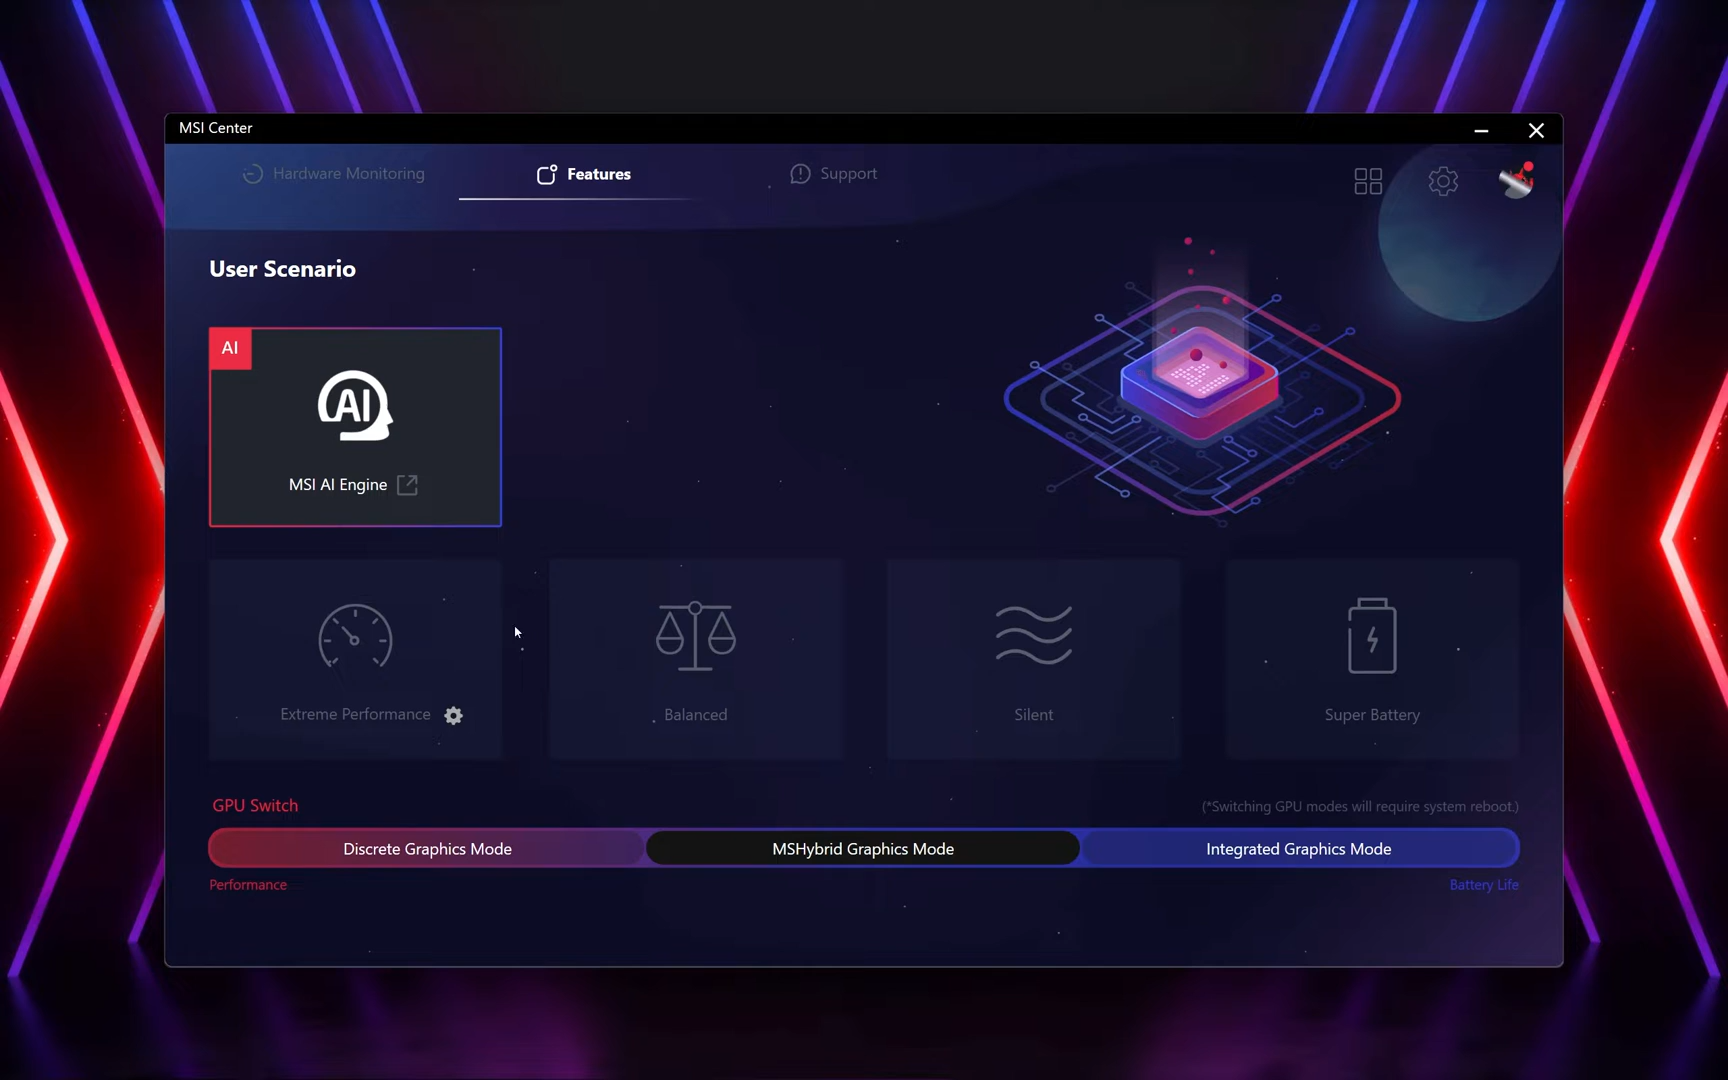 MSI Center
Hardware Monitoring
Features
Support
User Scenario
AI
AI
MSI AI Engine
Extreme Performance
Balanced
Silent
Super Battery
GPU Switch
(*Switching GPU modes will require system reboot.)
Discrete Graphics Mode
MSHybrid Graphics Mode
Integrated Graphics Mode
Performance
Battery Life